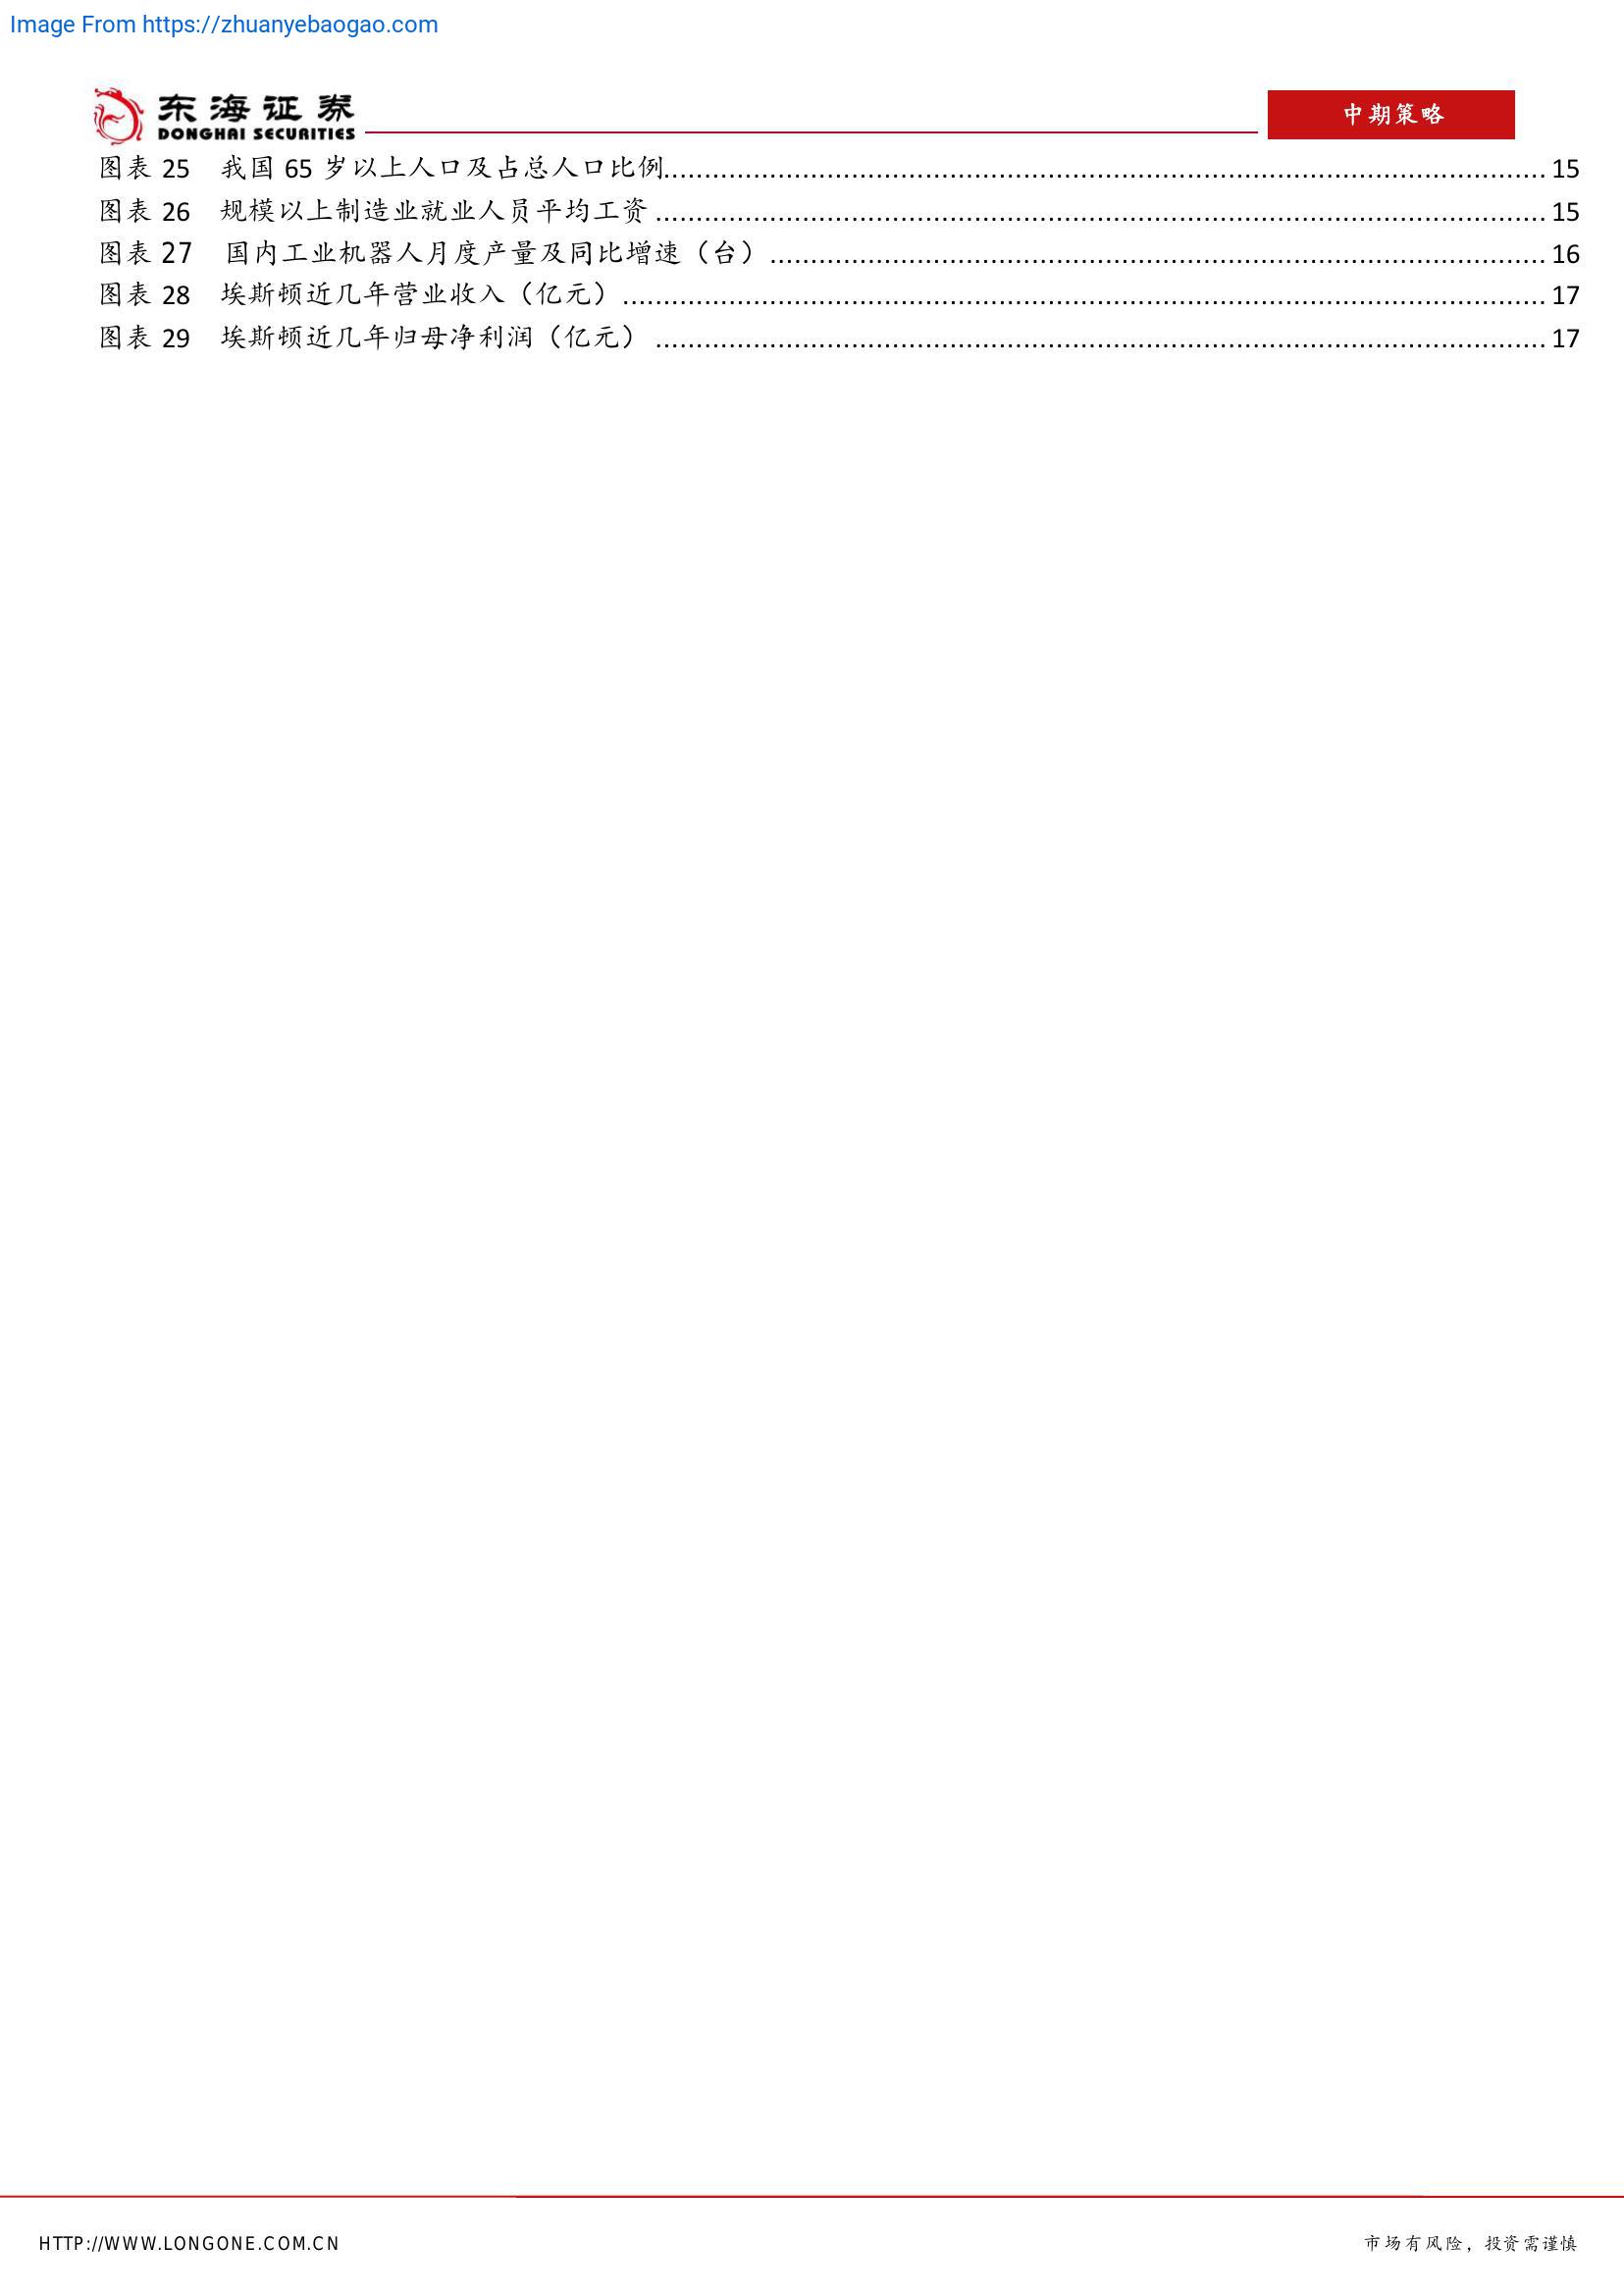 Image From https://zhuanyebaogao.com
东海证券
DONGHAI SECURITIES
中期策略
图表 25 我国 65 岁以上人口及占总人口比例........................................ 15
图表 26 规模以上制造业就业人员平均工资........................................ 15
图表 27 国内工业机器人月度产量及同比增速（台）........................................ 16
图表 28 埃斯顿近几年营业收入（亿元）........................................ 17
图表 29 埃斯顿近几年归母净利润（亿元）........................................ 17
HTTP://WWW.LONGONE.COM.CN
市场有风险，投资需谨慎